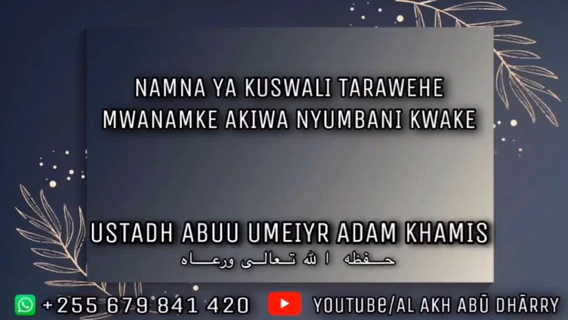 NAMNA YA KUSWALI TARAWEHE
MWANAMKE AKIWA NYUMBANI KWAKE
USTADH ABUU UMEIYR ADAM KHAMIS
حـفظه الله تعالى ورعاه
+255 679 841 420
YOUTUBE/AL AKH ABŪ DHĀRRY